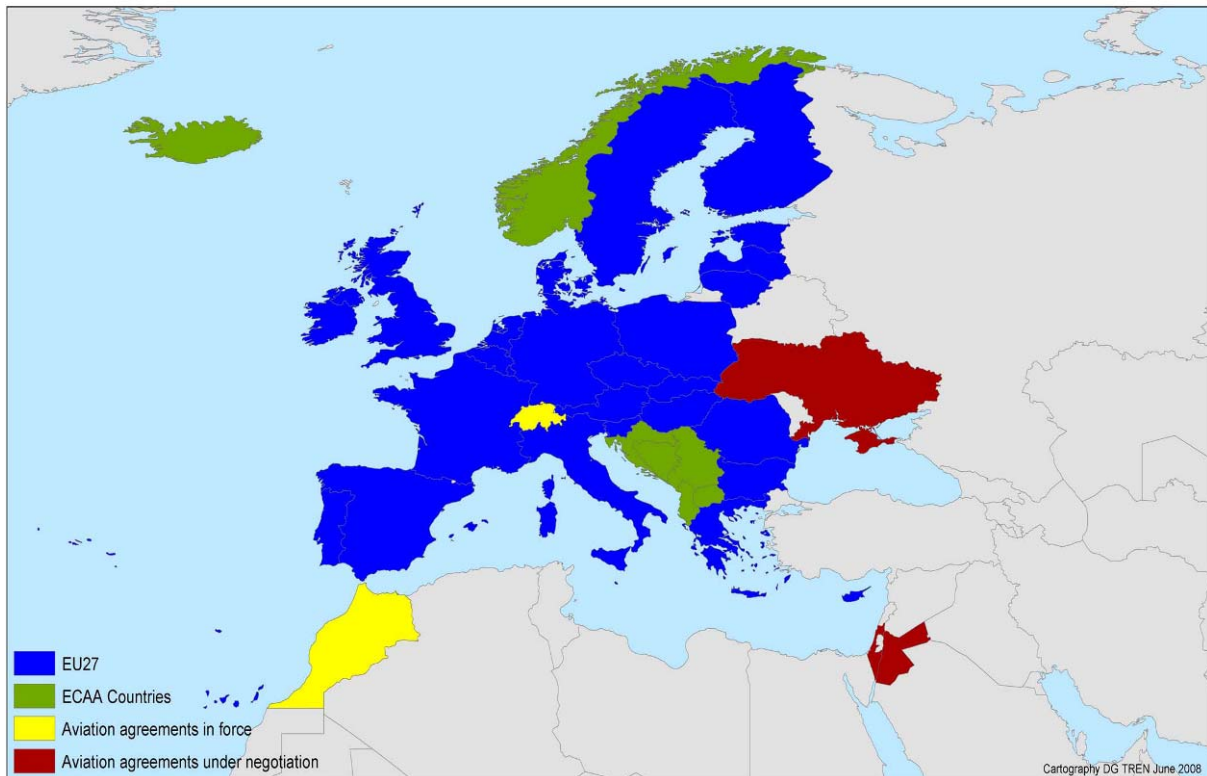 EU27
ECAA Countries
Aviation agreements in force
Aviation agreements under negotiation
Cartography DG TREN June 2008